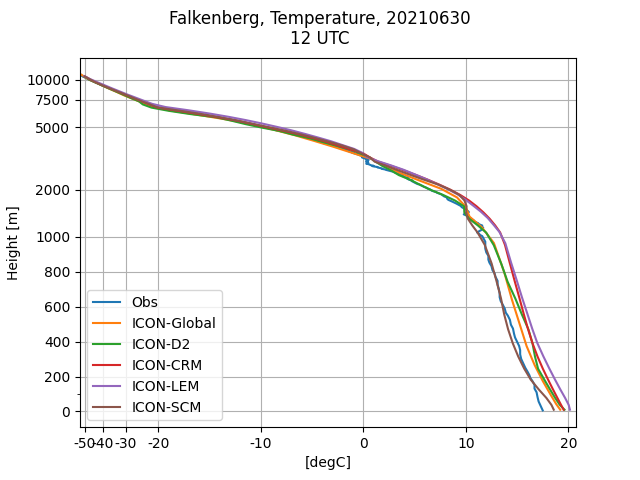 Falkenberg, Temperature, 20210630
12 UTC
Height [m]
10000
7500
5000
2000
1000
800
600
400
200
0
Obs
ICON-Global
ICON-D2
ICON-CRM
ICON-LEM
ICON-SCM
-50 -40 -30 -20 -10 0 10 20
[degC]